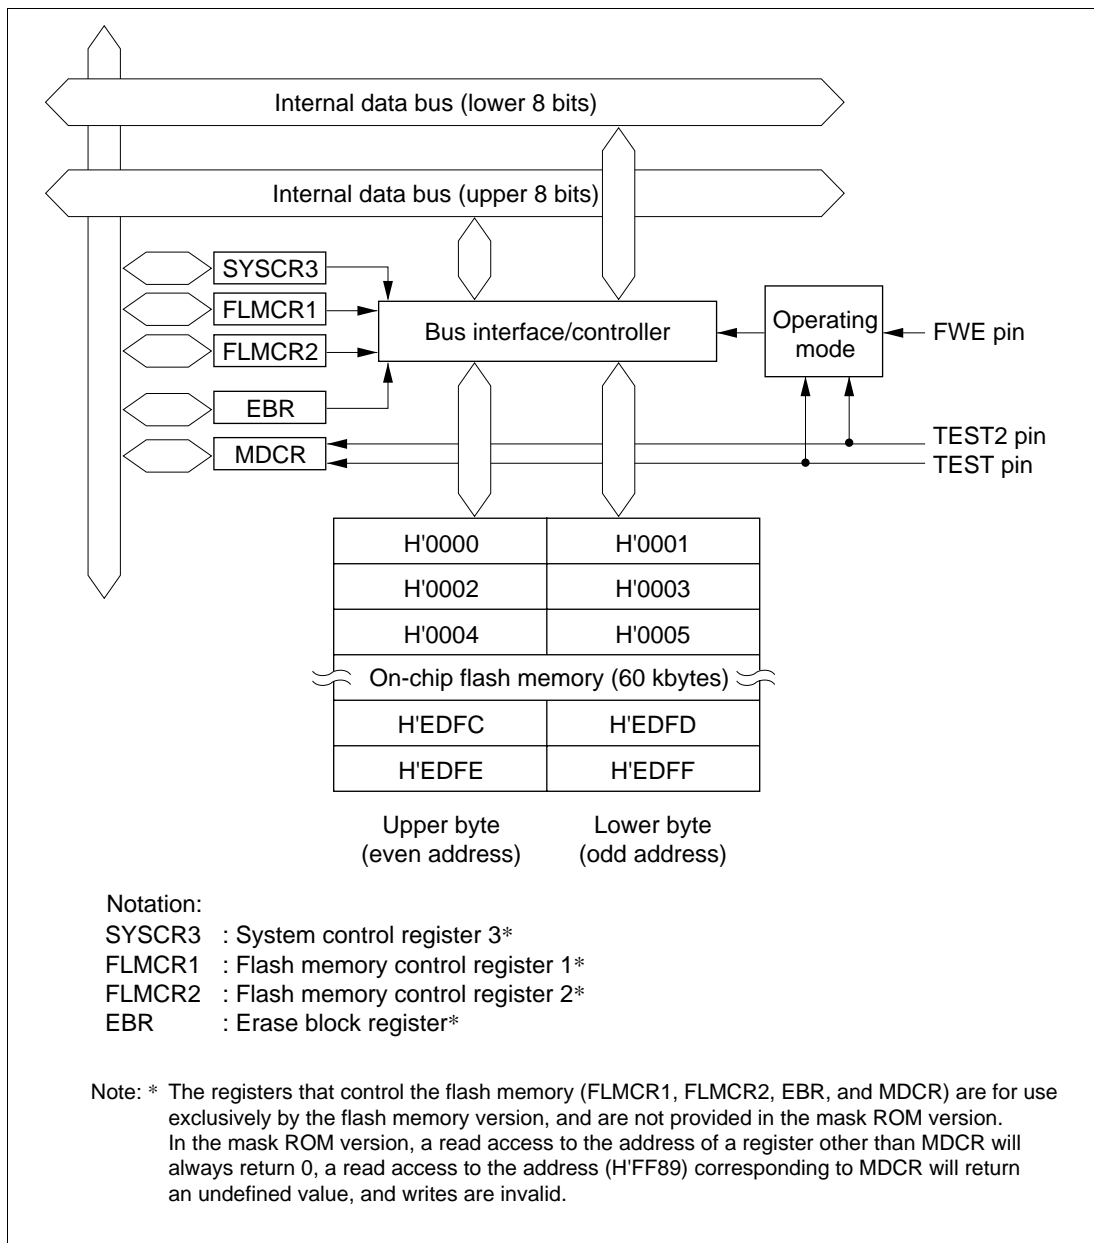 Internal data bus (lower 8 bits)
Internal data bus (upper 8 bits)
SYSCR3
FLMCR1
FLMCR2
EBR
MDCR
Bus interface/controller
Operating
mode
FWE pin
TEST2 pin
TEST pin
H'0000 H'0001
H'0002 H'0003
H'0004 H'0005
On-chip flash memory (60 kbytes)
H'EDFC H'EDFD
H'EDFE H'EDFF
Upper byte Lower byte
(even address) (odd address)
Notation:
SYSCR3 : System control register 3*
FLMCR1 : Flash memory control register 1*
FLMCR2 : Flash memory control register 2*
EBR : Erase block register*
Note: * The registers that control the flash memory (FLMCR1, FLMCR2, EBR, and MDCR) are for use
exclusively by the flash memory version, and are not provided in the mask ROM version.
In the mask ROM version, a read access to the address of a register other than MDCR will
always return 0, a read access to the address (H'FF89) corresponding to MDCR will return
an undefined value, and writes are invalid.